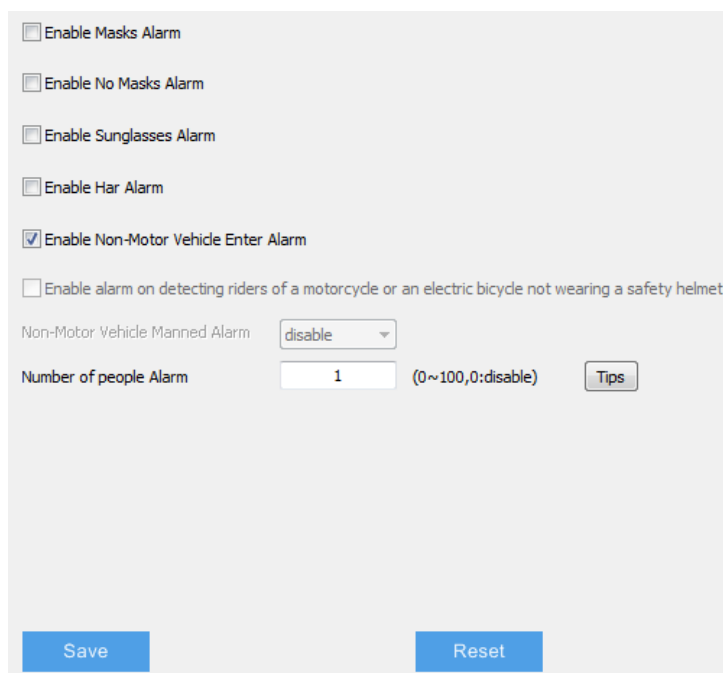 Enable Masks Alarm
Enable No Masks Alarm
Enable Sunglasses Alarm
Enable Har Alarm
Enable Non-Motor Vehicle Enter Alarm
Enable alarm on detecting riders of a motorcycle or an electric bicycle not wearing a safety helmet
Non-Motor Vehicle Manned Alarm disable
Number of people Alarm 1 (0~100,0:disable) Tips
Save Reset